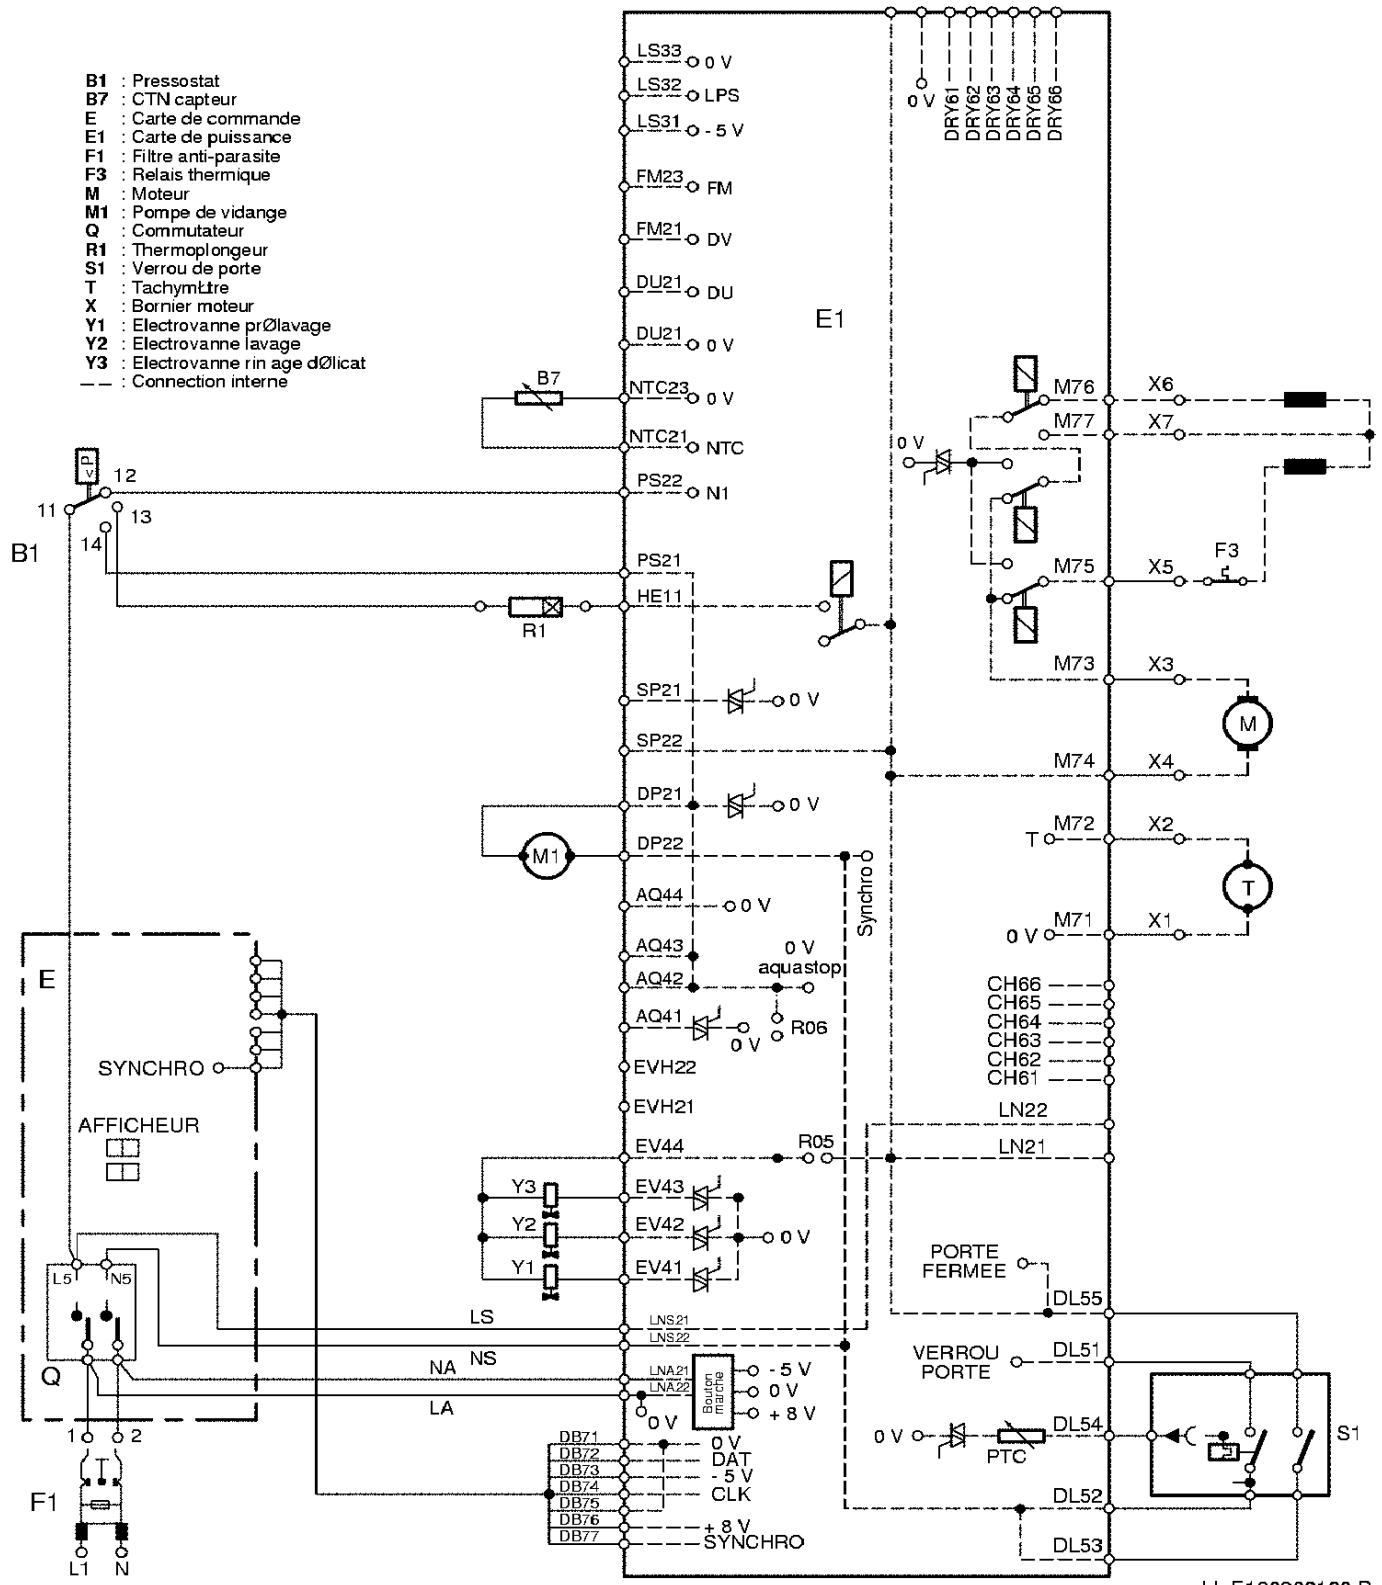 B1 : Pressostat
B7 : CTN capteur
E : Carte de commande
E1 : Carte de puissance
F1 : Filtre anti-parasite
F3 : Relais thermique
M : Moteur
M1 : Pompe de vidange
Q : Commutateur
R1 : Thermoplongeur
S1 : Verrou de porte
T : TachymŁtre
X : Bornier moteur
Y1 : Electrovanne prØlavage
Y2 : Electrovanne lavage
Y3 : Electrovanne rin age dØlicat
— — : Connection interne
LS33 0 V
LS32 LPS
LS31 - 5 V
FM23 FM
FM21 DV
DU21 DU
DU21 0 V
NTC23 0 V
NTC21 NTC
PS22 N1
PS21
HE11
SP21 0 V
SP22
DP21 0 V
DP22
Synchro
AQ44 0 V
AQ43
AQ42
0 V
aquastop
AQ41 0 V
R06
EVH22
EVH21
EV44
R05
EV43
EV42 0 V
EV41
LNS21
LNS22
LNA21
LNA22
0 V
Bouton
marche
- 5 V
0 V
+ 8 V
DB71 0 V
DB72 DAT
DB73 - 5 V
DB74 CLK
DB75
DB76 + 8 V
DB77 SYNCHRO
E1
0 V
DRY61
DRY62
DRY63
DRY64
DRY65
DRY66
M76 X6
M77 X7
0 V
M75 X5
F3
M73 X3
M
M74 X4
T M72 X2
T
0 V M71 X1
CH66
CH65
CH64
CH63
CH62
CH61
LN22
LN21
PORTE
FERMEE
DL55
VERROU
PORTE
DL51
0 V
PTC
DL54
S1
DL52
DL53
B7
<P
11
12
13
14
B1
R1
M1
Y3
Y2
Y1
E
SYNCHRO
AFFICHEUR
L5
N5
Q
LS
NS
NA
LA
1
2
F1
L1
N